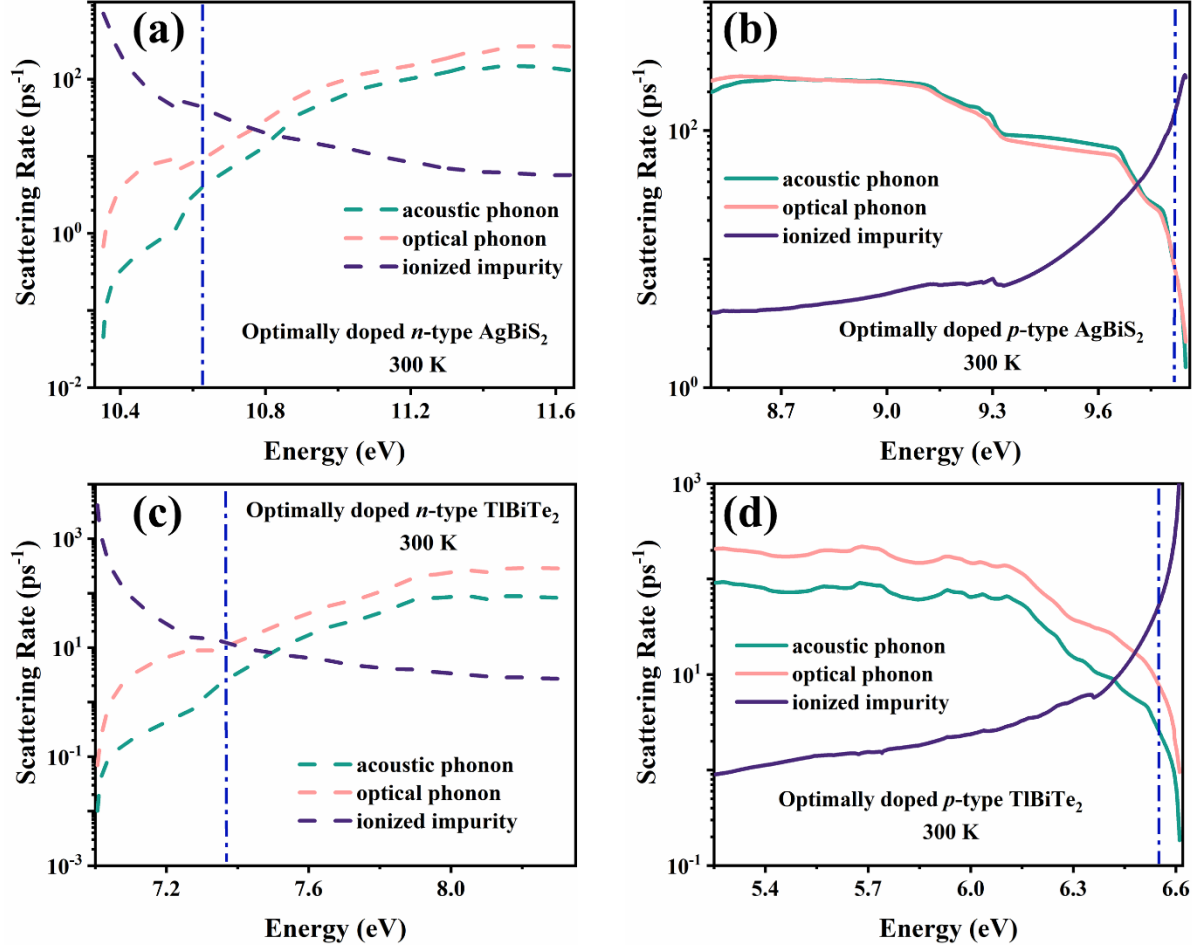 (a)
Scattering Rate (ps⁻¹)
10²
10⁰
10⁻²
acoustic phonon
optical phonon
ionized impurity
Optimally doped n-type AgBiS₂
300 K
10.4 10.8 11.2 11.6
Energy (eV)
(b)
Scattering Rate (ps⁻¹)
10²
10⁰
acoustic phonon
optical phonon
ionized impurity
Optimally doped p-type AgBiS₂
300 K
8.7 9.0 9.3 9.6
Energy (eV)
(c)
Optimally doped n-type TlBiTe₂
300 K
Scattering Rate (ps⁻¹)
10³
10¹
10⁻¹
10⁻³
acoustic phonon
optical phonon
ionized impurity
7.2 7.6 8.0
Energy (eV)
(d)
Scattering Rate (ps⁻¹)
10³
10¹
10⁻¹
acoustic phonon
optical phonon
ionized impurity
Optimally doped p-type TlBiTe₂
300 K
5.4 5.7 6.0 6.3 6.6
Energy (eV)